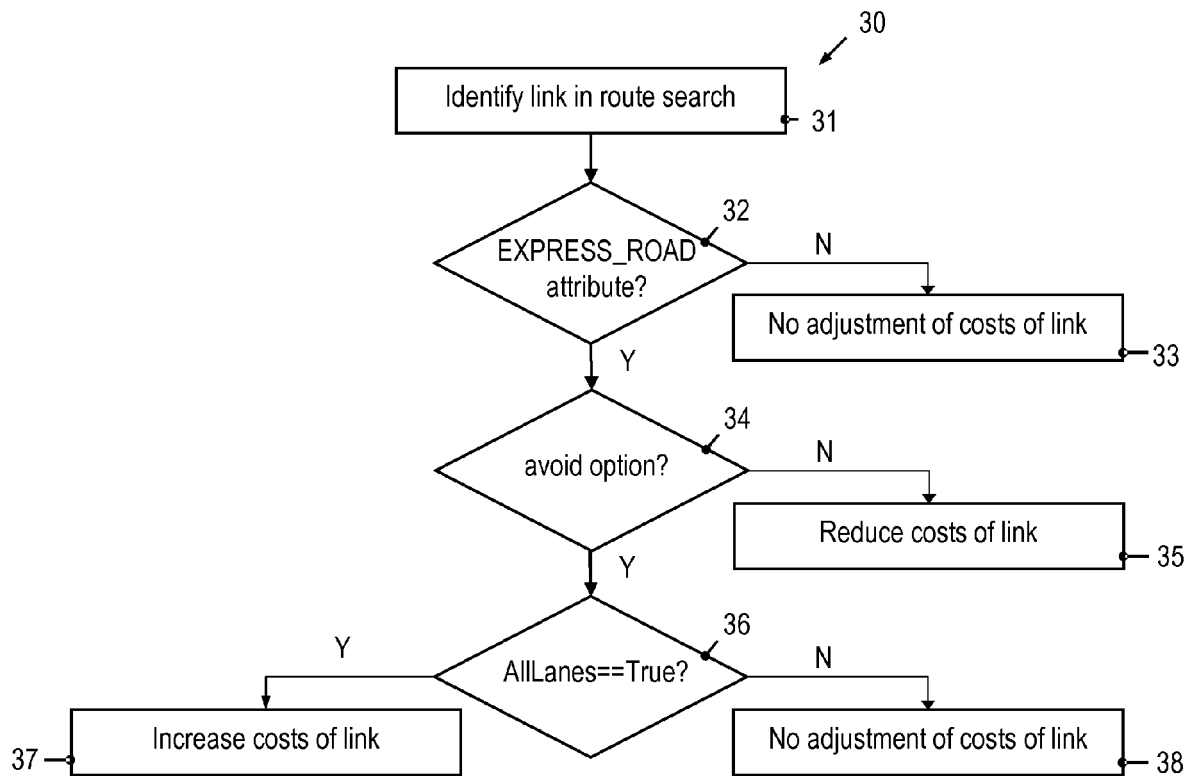 30
Identify link in route search
31
32
EXPRESS_ROAD
attribute?
N
No adjustment of costs of link
33
Y
34
avoid option?
N
Reduce costs of link
35
Y
36
AllLanes==True?
Y
N
Increase costs of link
37
No adjustment of costs of link
38